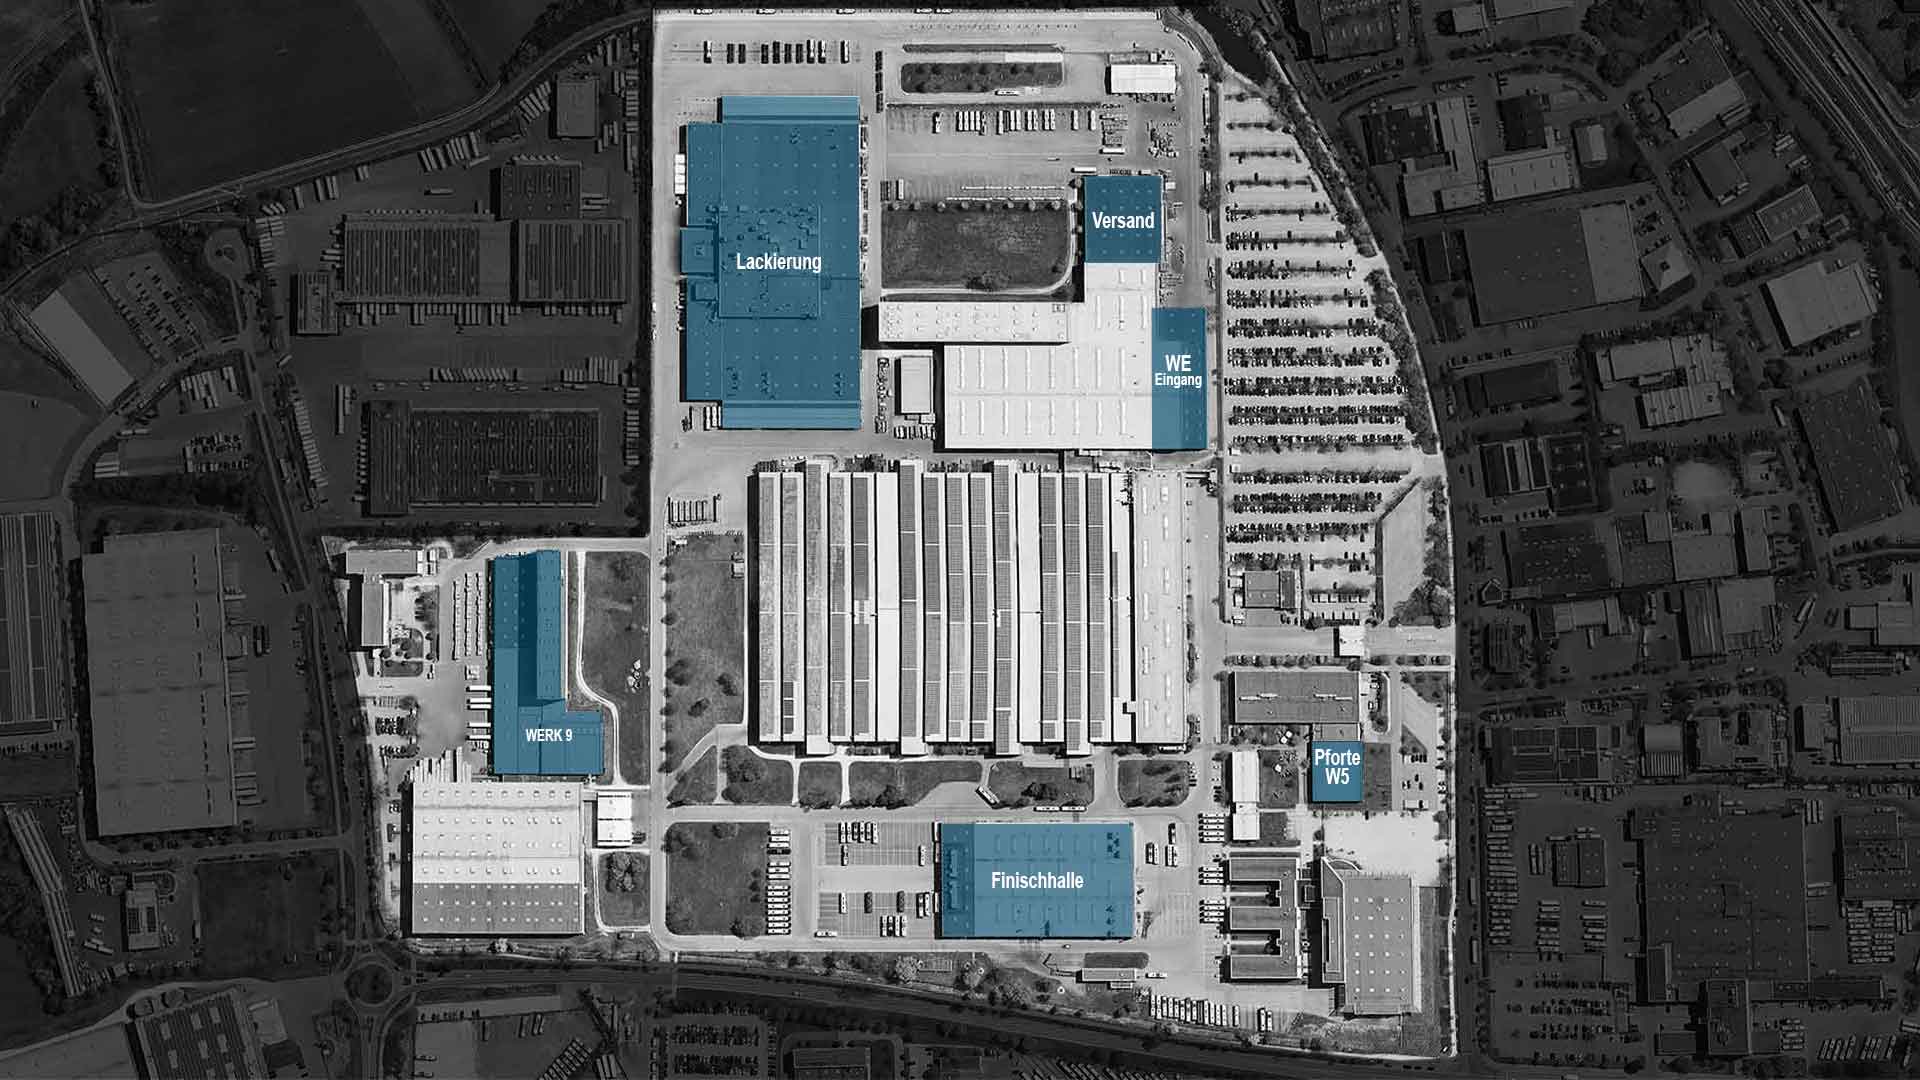 Versand
Lackierung
WE
Eingang
WERK 9
Pforte
W5
Finischhalle